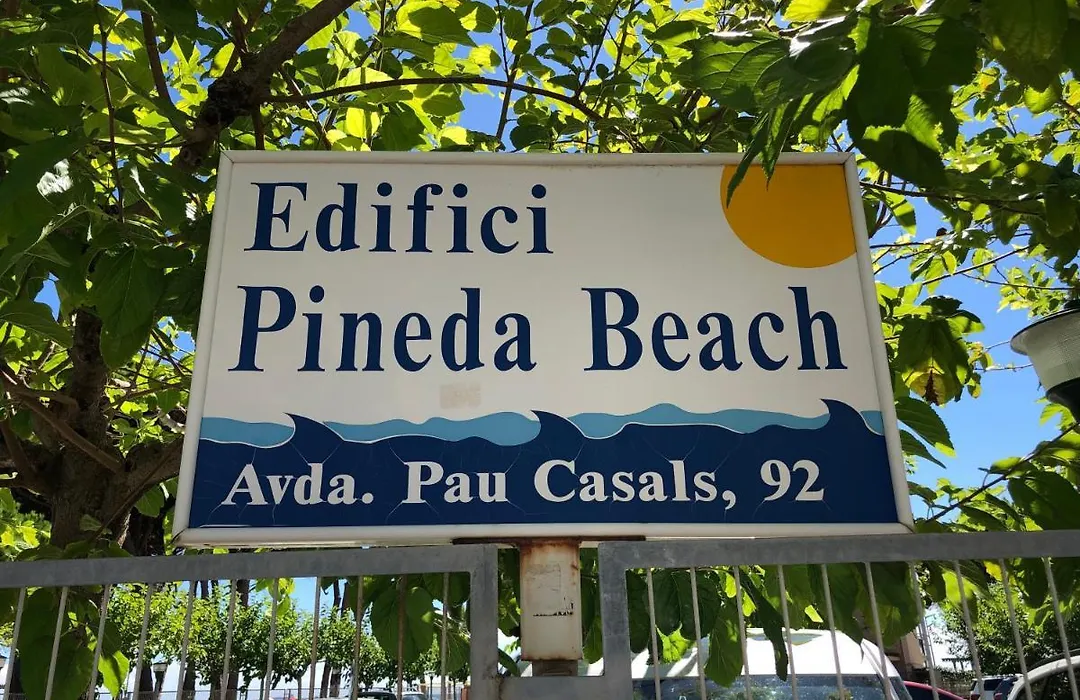 Edifici
Pineda Beach
Avda. Pau Casals, 92